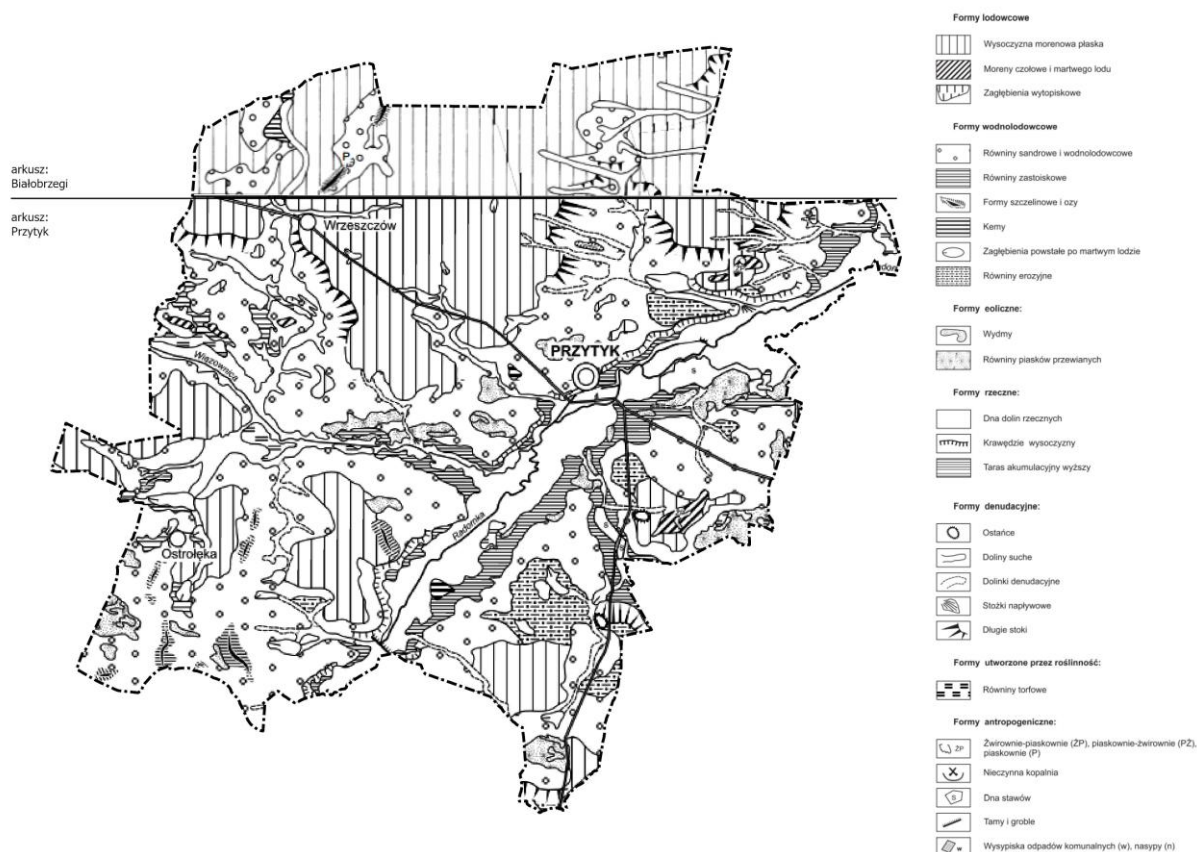 arkusz:
Białobrzegi
arkusz:
Przytyk
P
Wrzeszczów
PRZYTYK
Wiązownica
Radomka
Ostrołęka
s
s
Formy lodowcowe
Wysoczyzna morenowa płaska
Moreny czołowe i martwego lodu
Zagłębienia wytopiskowe
Formy wodnolodowcowe
Równiny sandrowe i wodnolodowcowe
Równiny zastoiskowe
Formy szczelinowe i ozy
Kemy
Zagłębienia powstałe po martwym lodzie
Równiny erozyjne
Formy eoliczne:
Wydmy
Równiny piasków przewianych
Formy rzeczne:
Dna dolin rzecznych
Krawędzie wysoczyzny
Taras akumulacyjny wyższy
Formy denudacyjne:
Ostańce
Doliny suche
Dolinki denudacyjne
Stożki napływowe
Długie stoki
Formy utworzone przez roślinność:
Równiny torfowe
Formy antropogeniczne:
ŻP Żwirownie-piaskownie (ŻP), piaskownie-żwirownie (PŻ),
piaskownie (P)
Nieczynna kopalnia
s Dna stawów
Tamy i groble
w Wysypiska odpadów komunalnych (w), nasypy (n)